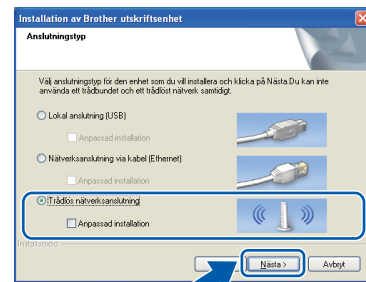 Installation av Brother utskriftsenhet
Anslutningstyp
Välj anslutningstyp för den enhet som du vill installera och klicka på Nästa.Du kan inte
använda ett trådbundet och ett trådlöst nätverk samtidigt.
Lokal anslutning (USB)
Anpassad installation
Nätverksanslutning via kabel (Ethernet)
Anpassad installation
Trådlös nätverksanslutning
Anpassad installation
InstallShield
Nästa >
Avbryt